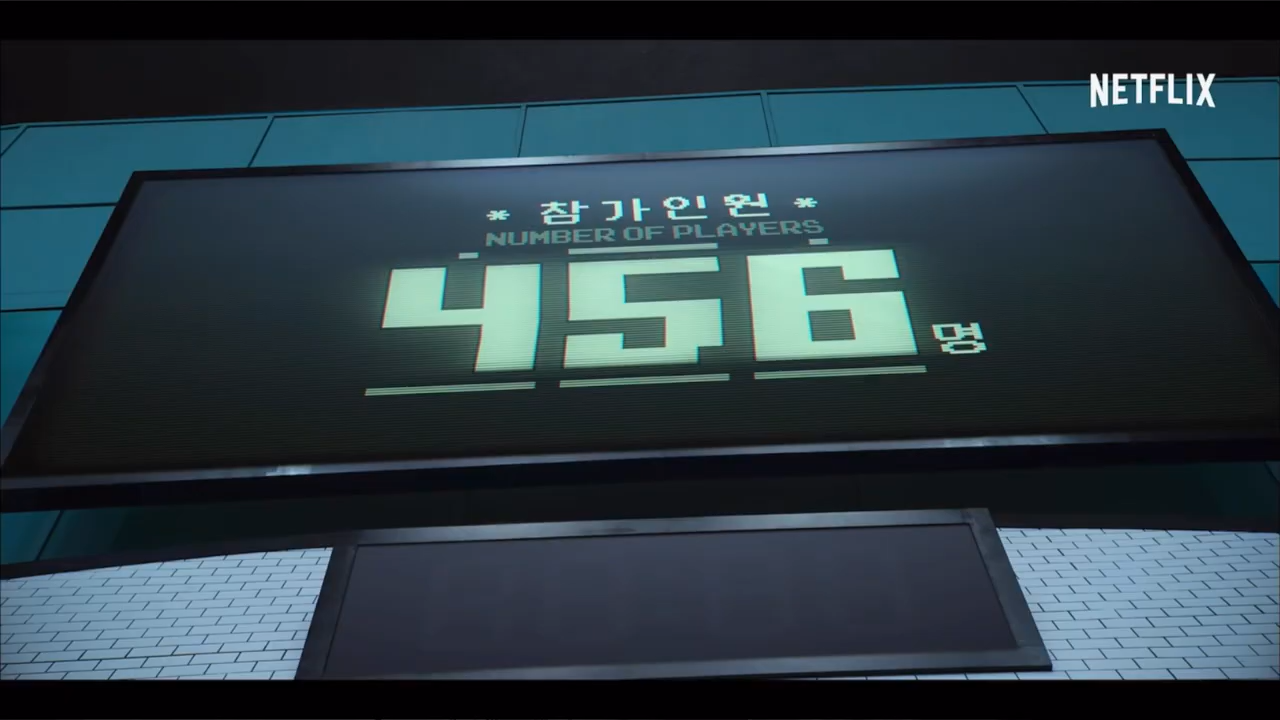 NETFLIX
* 참가인원 *
NUMBER OF PLAYERS
456명